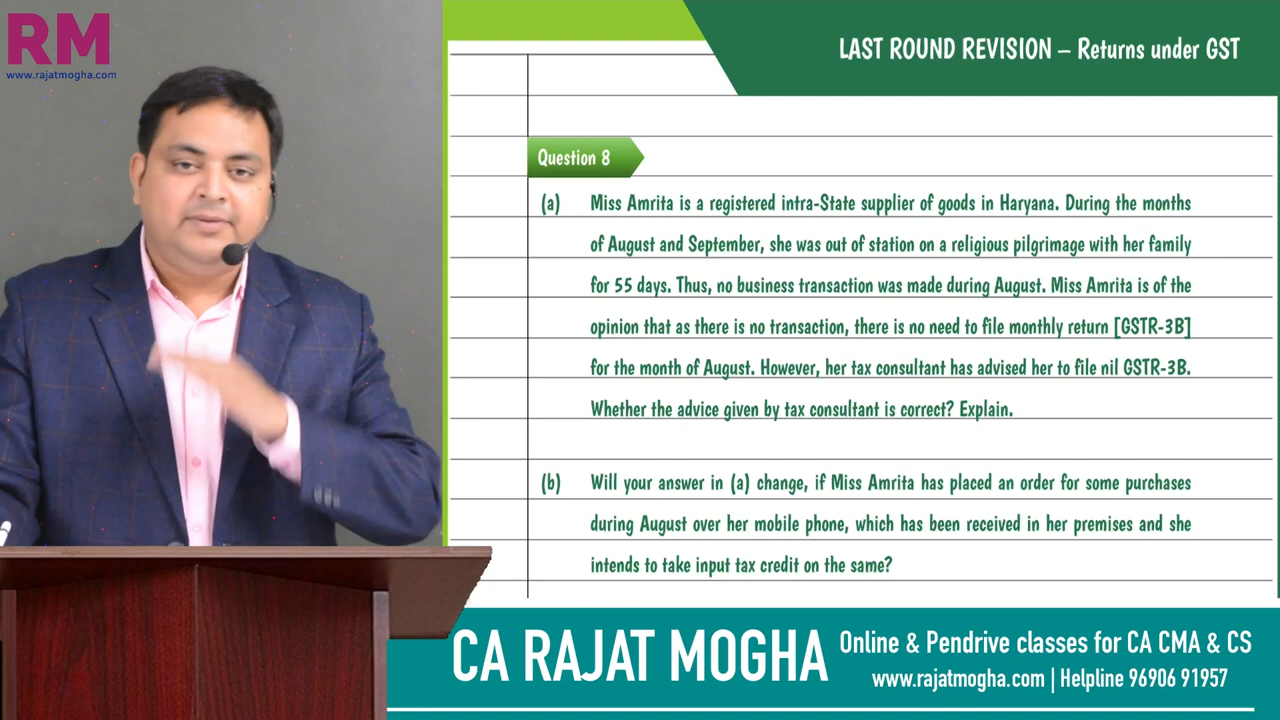 RM
www.rajatmogha.com
LAST ROUND REVISION – Returns under GST
Question 8
(a) Miss Amrita is a registered intra-State supplier of goods in Haryana. During the months
of August and September, she was out of station on a religious pilgrimage with her family
for 55 days. Thus, no business transaction was made during August. Miss Amrita is of the
opinion that as there is no transaction, there is no need to file monthly return [GSTR-3B]
for the month of August. However, her tax consultant has advised her to file nil GSTR-3B.
Whether the advice given by tax consultant is correct? Explain.
(b) Will your answer in (a) change, if Miss Amrita has placed an order for some purchases
during August over her mobile phone, which has been received in her premises and she
intends to take input tax credit on the same?
CA RAJAT MOGHA
Online & Pendrive classes for CA CMA & CS
www.rajatmogha.com | Helpline 96906 91957